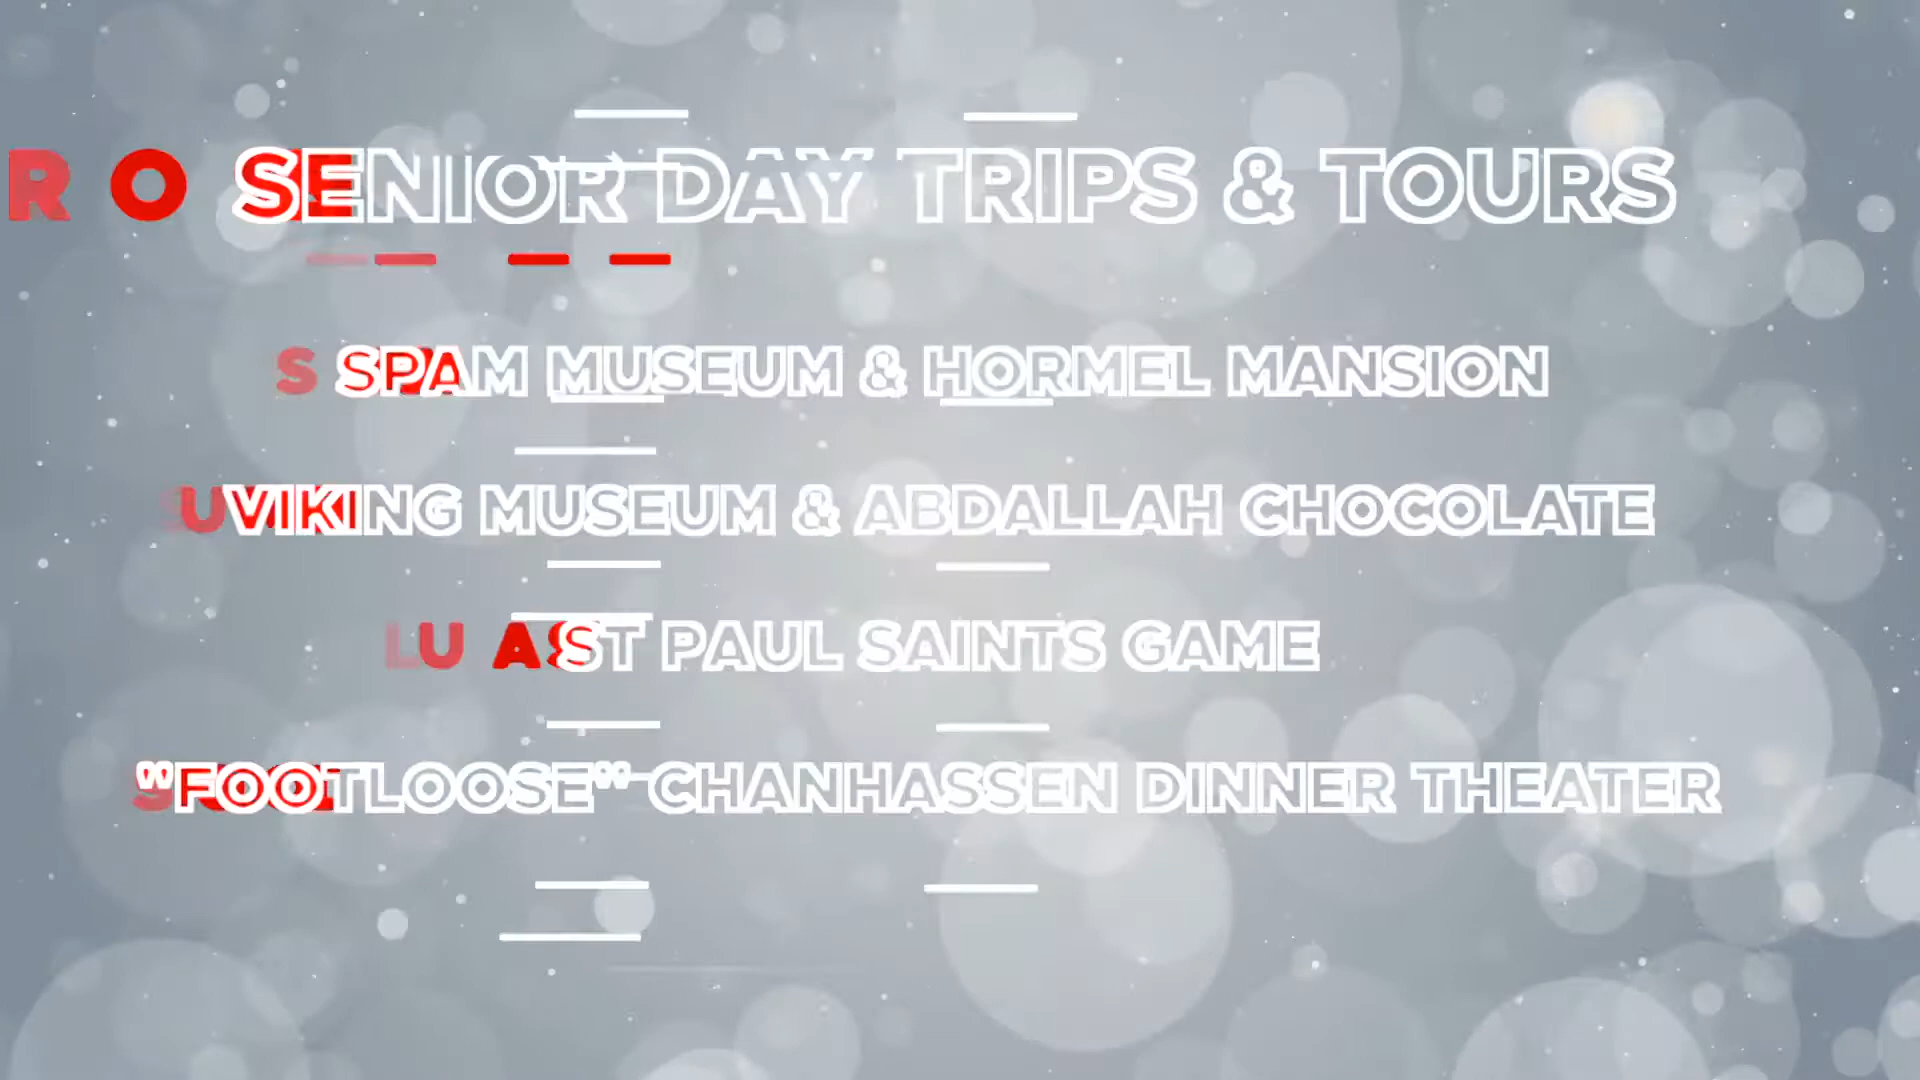 SENIOR DAY TRIPS & TOURS
SPAM MUSEUM & HORMEL MANSION
VIKING MUSEUM & ABDALLAH CHOCOLATE
ST PAUL SAINTS GAME
"FOOTLOOSE" CHANHASSEN DINNER THEATER